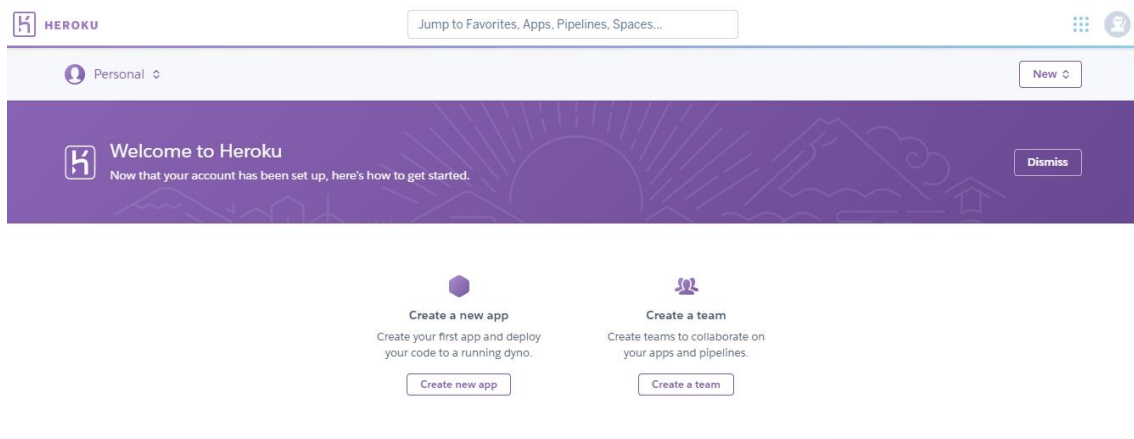 HEROKU
Jump to Favorites, Apps, Pipelines, Spaces...
Personal
New
Welcome to Heroku
Now that your account has been set up, here's how to get started.
Dismiss
Create a new app
Create your first app and deploy
your code to a running dyno.
Create new app
Create a team
Create teams to collaborate on
your apps and pipelines.
Create a team